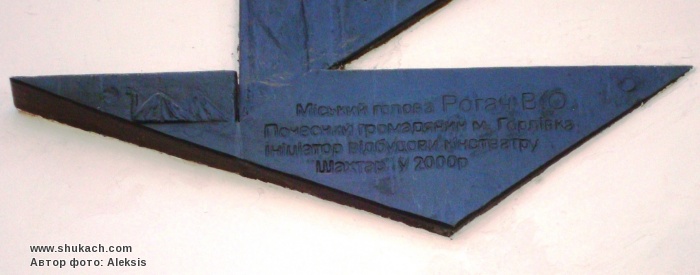 Міський голова Рогач В.О.
Почесний громадянин м. Горлівка
ініціатор відбудови кінотеатру
"Шахтар" у 2000р
www.shukach.com
Автор фото: Aleksis